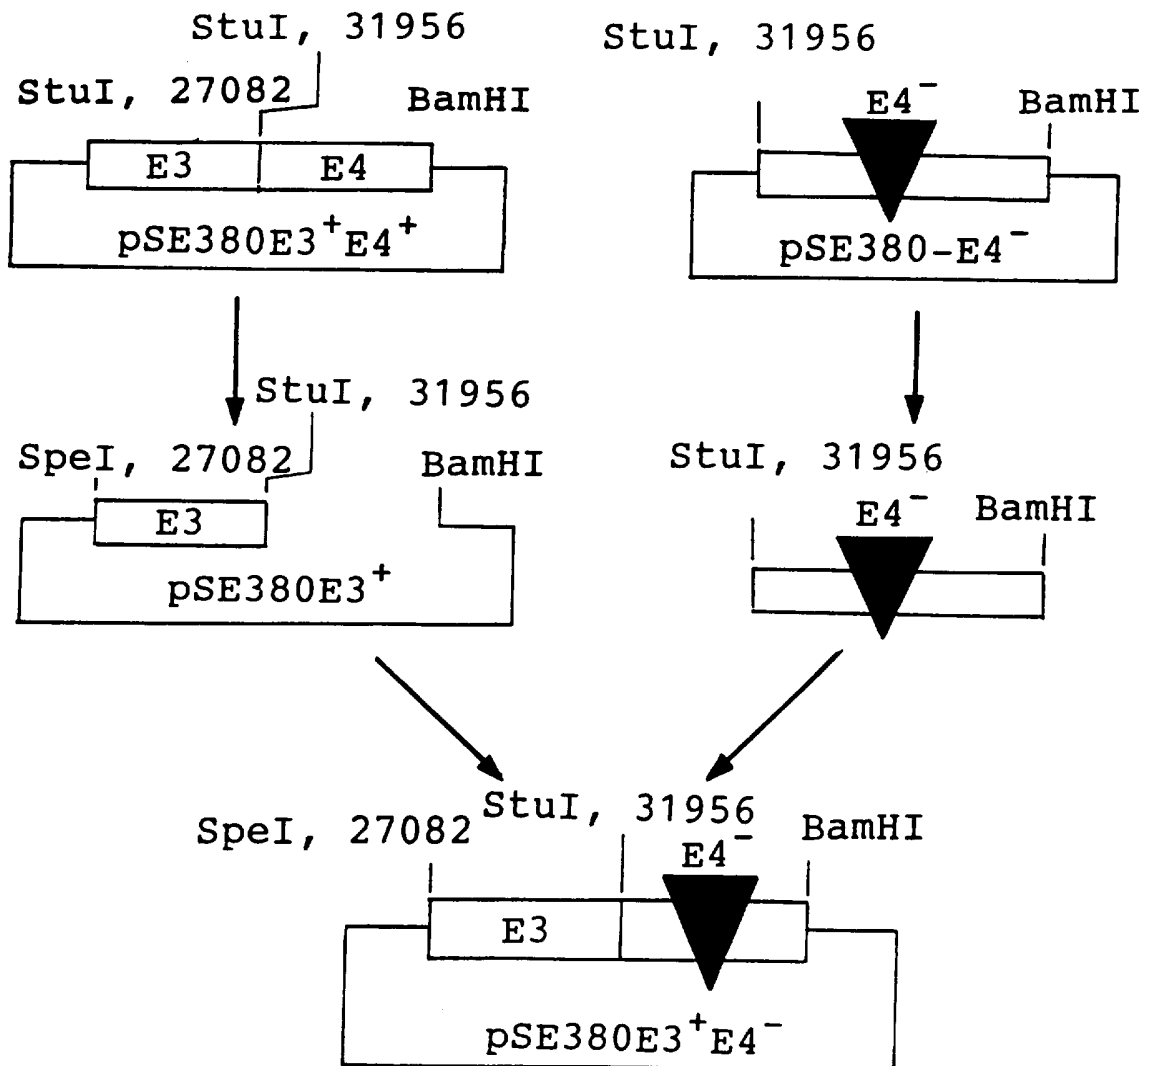 StuI, 31956
StuI, 27082
BamHI
E3
E4
pSE380E3⁺E4⁺
StuI, 31956
E4⁻
BamHI
pSE380-E4⁻
StuI, 31956
SpeI, 27082
BamHI
E3
pSE380E3⁺
StuI, 31956
E4⁻
BamHI
SpeI, 27082
StuI, 31956
E4⁻
BamHI
E3
pSE380E3⁺E4⁻